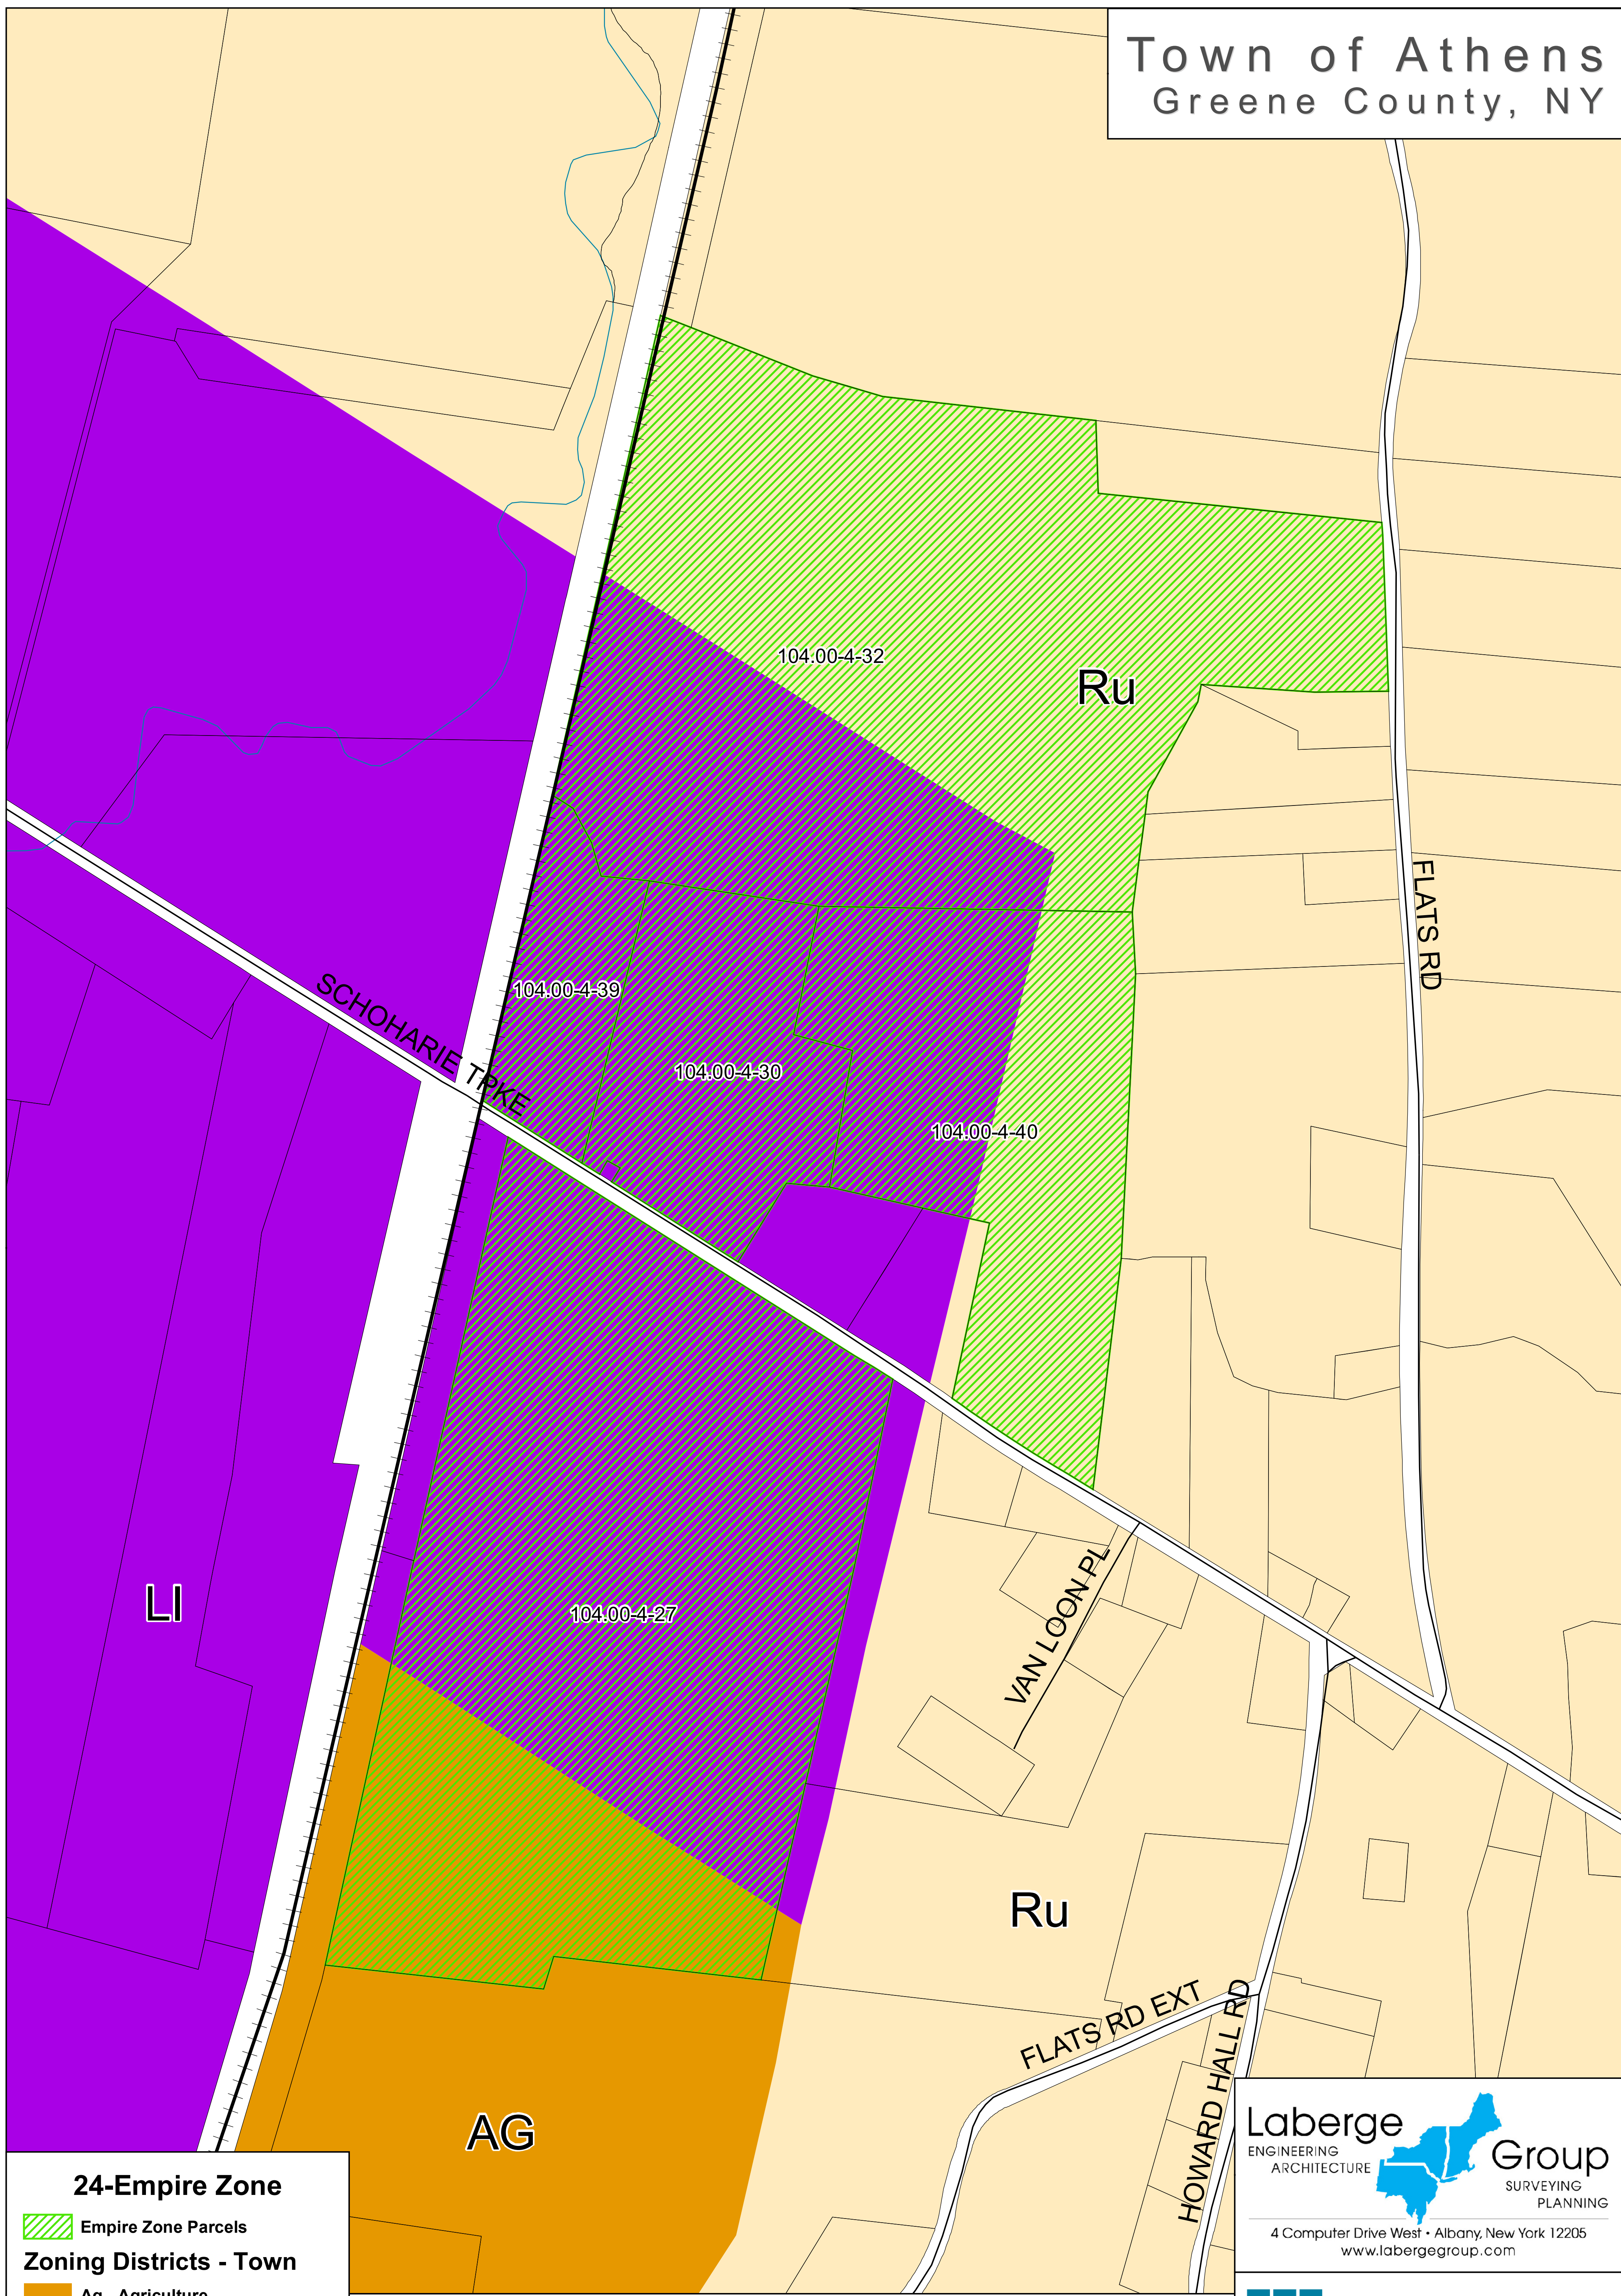 Town of Athens
Greene County, NY
104.00-4-32
Ru
FLATS RD
104.00-4-39
SCHOHARIE TPKE
104.00-4-30
104.00-4-40
VAN LOON PL
LI
104.00-4-27
Ru
FLATS RD EXT
HOWARD HALL RD
AG
Laberge
Group
ENGINEERING
ARCHITECTURE
SURVEYING
PLANNING
4 Computer Drive West • Albany, New York 12205
www.labergegroup.com
24-Empire Zone
Empire Zone Parcels
Zoning Districts - Town
Ag - Agriculture